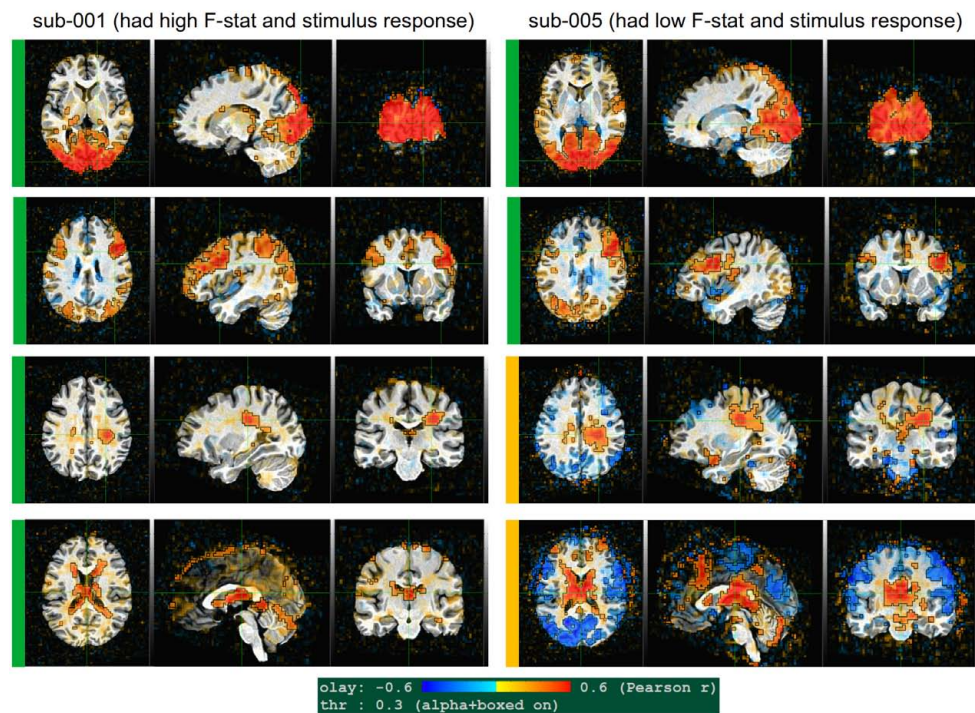 sub-001 (had high F-stat and stimulus response)
sub-005 (had low F-stat and stimulus response)
olay: -0.6 0.6 (Pearson r)
thr : 0.3 (alpha+boxed on)